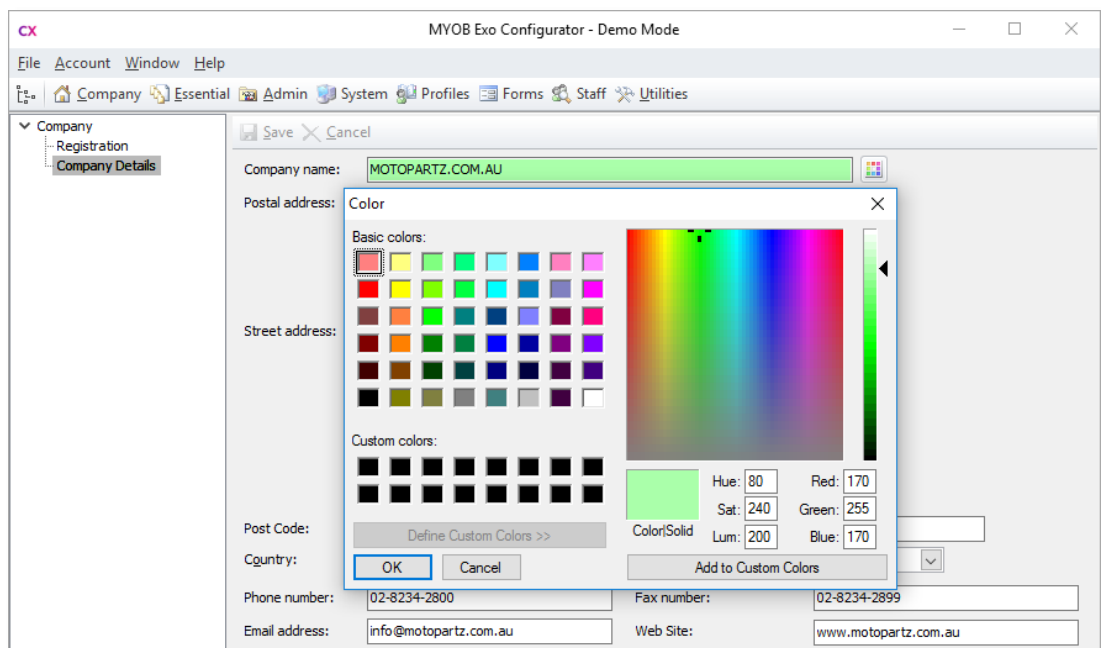 CX MYOB Exo Configurator - Demo Mode
File Account Window Help
Company Essential Admin System Profiles Forms Staff Utilities
Company
Registration
Company Details
Save Cancel
Company name: MOTOPARTZ.COM.AU
Postal address:
Color
Basic colors:
Street address:
Custom colors:
Hue: 80 Red: 170
Sat: 240 Green: 255
Color|Solid Lum: 200 Blue: 170
Define Custom Colors >>
OK Cancel Add to Custom Colors
Post Code:
Country:
Phone number: 02-8234-2800 Fax number: 02-8234-2899
Email address: info@motopartz.com.au Web Site: www.motopartz.com.au